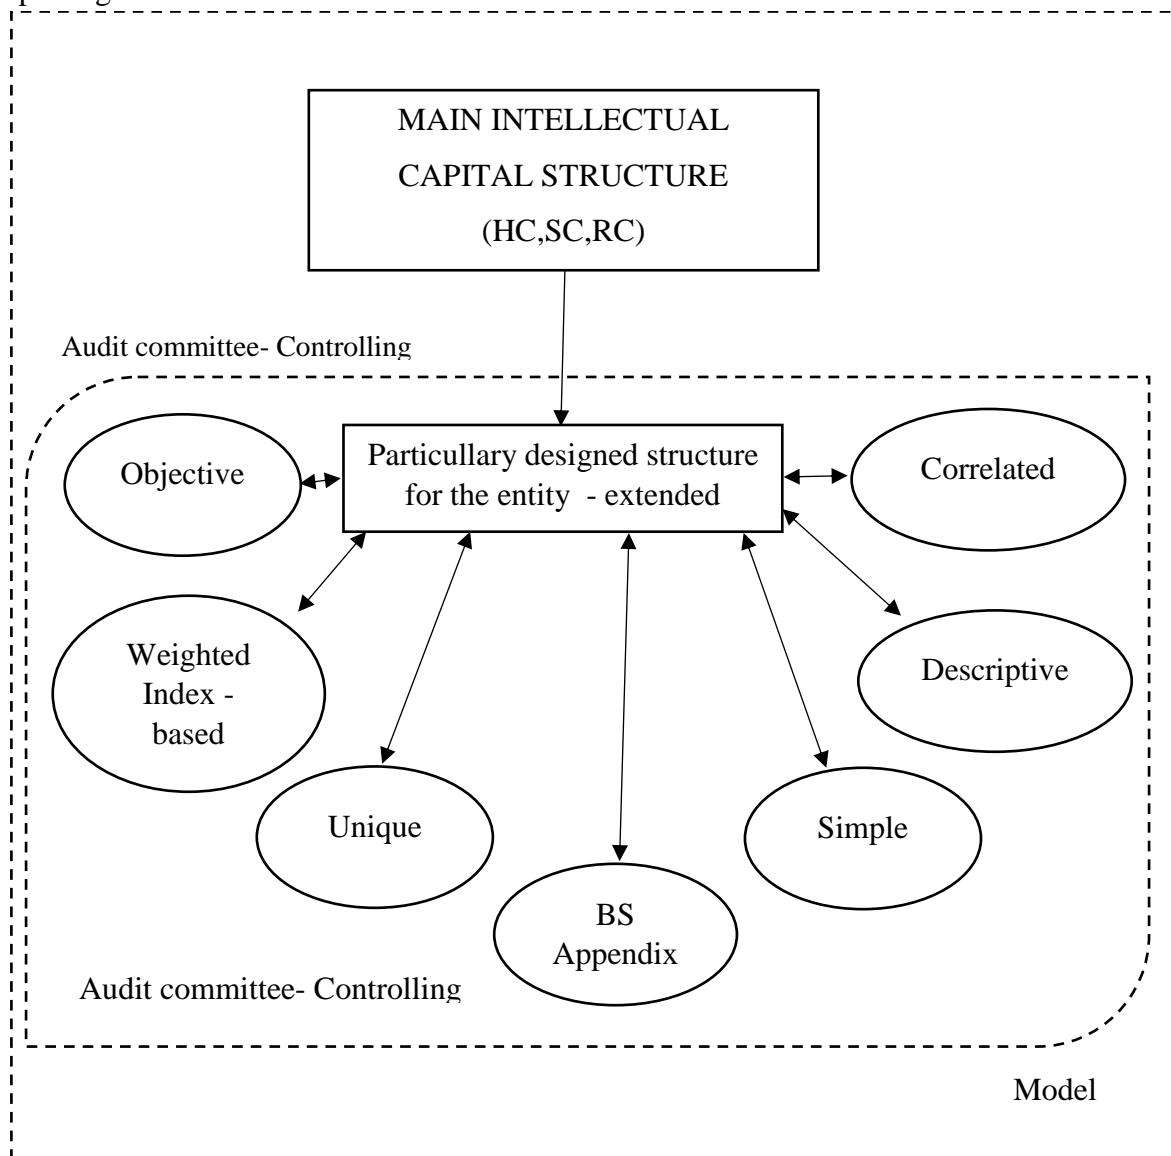 MAIN INTELLECTUAL
CAPITAL STRUCTURE
(HC,SC,RC)
Audit committee- Controlling
Particullary designed structure
for the entity - extended
Objective
Correlated
Weighted
Index -
based
Descriptive
Unique
Simple
BS
Appendix
Audit committee- Controlling
Model